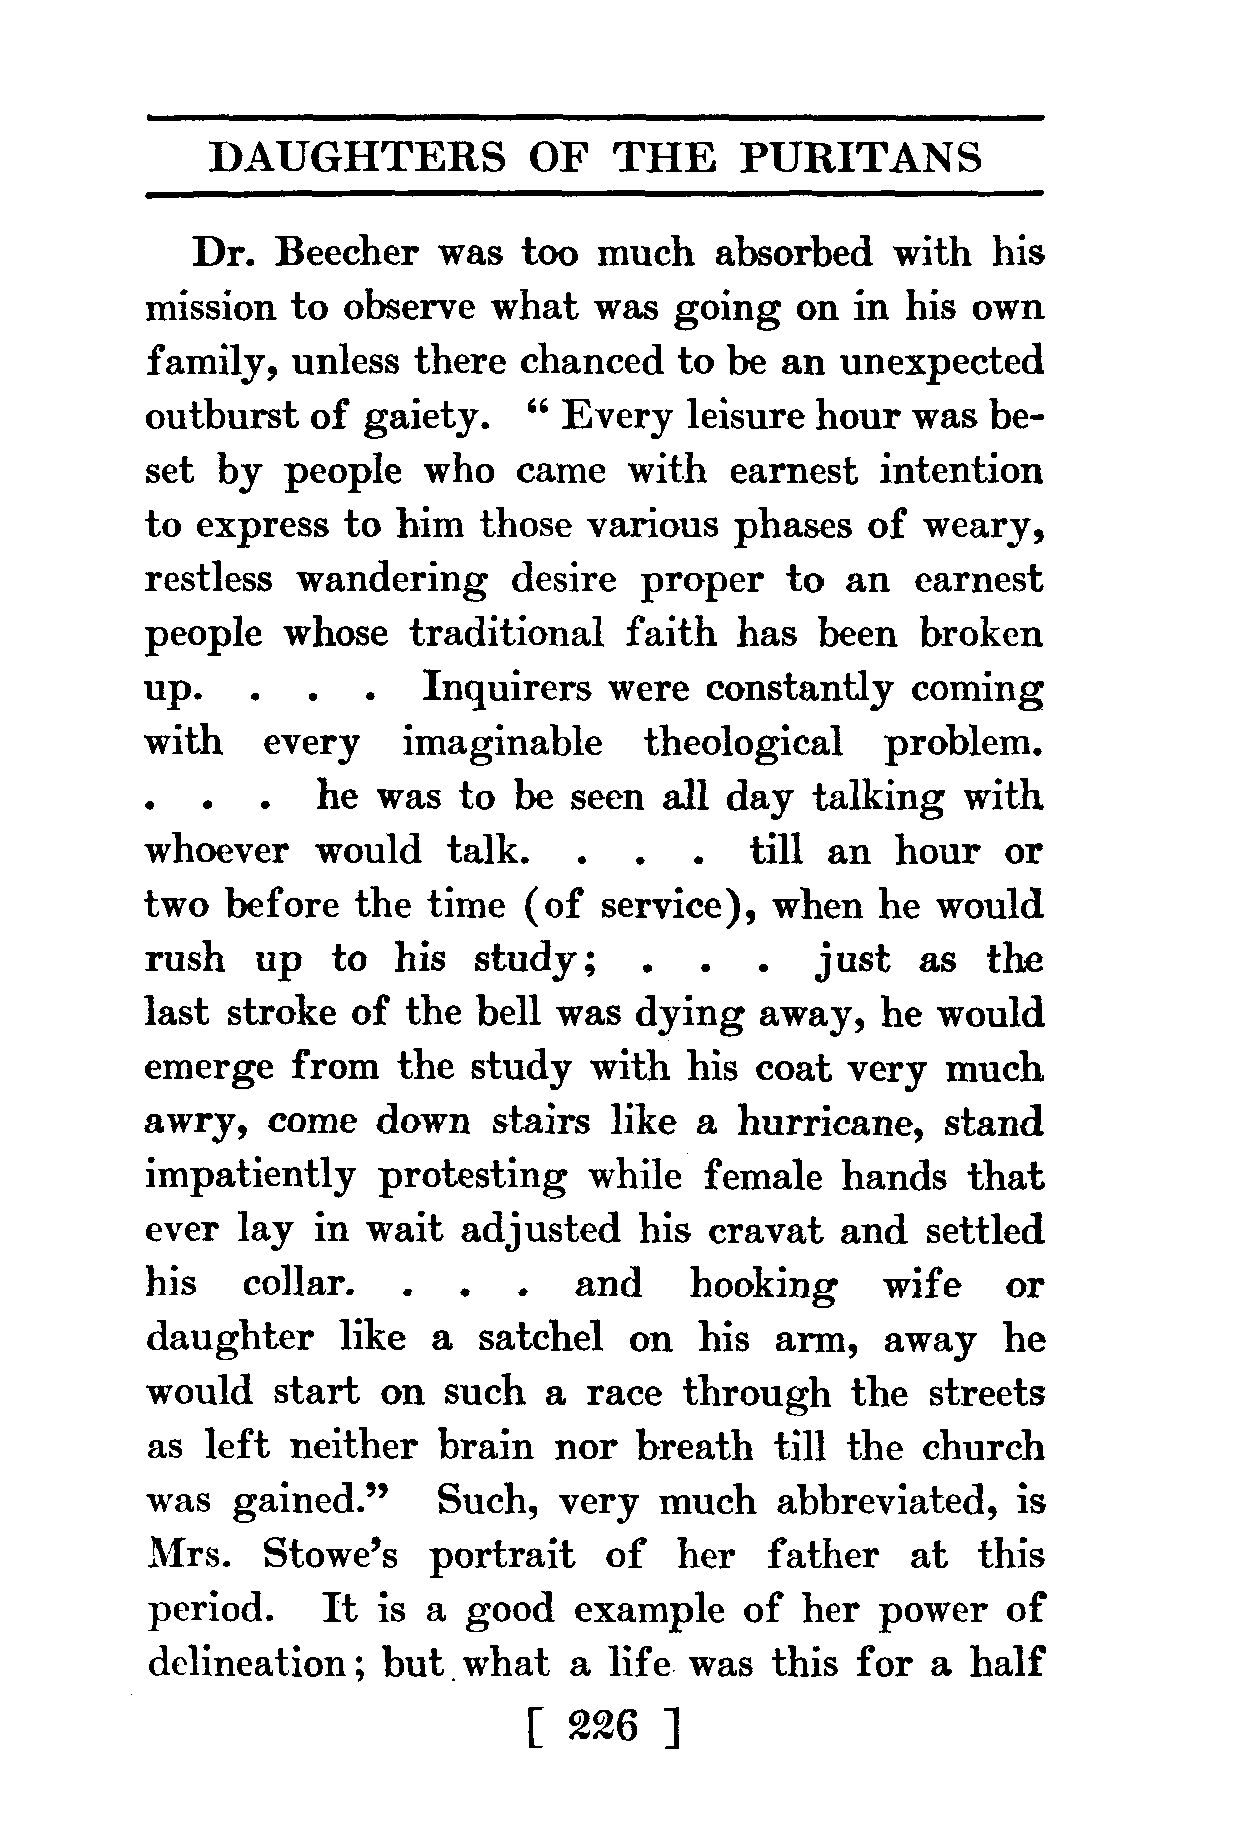 DAUGHTERS OF THE PURITANS
Dr. Beecher was too much absorbed with his
mission to observe what was going on in his own
family, unless there chanced to be an unexpected
outburst of gaiety. “ Every leisure hour was be-
set by people who came with earnest intention
to express to him those various phases of weary,
restless wandering desire proper to an earnest
people whose traditional faith has been broken
up. . . . Inquirers were constantly coming
with every imaginable theological problem.
. . . he was to be seen all day talking with
whoever would talk. . . . till an hour or
two before the time (of service), when he would
rush up to his study; . . . just as the
last stroke of the bell was dying away, he would
emerge from the study with his coat very much
awry, come down stairs like a hurricane, stand
impatiently protesting while female hands that
ever lay in wait adjusted his cravat and settled
his collar. . . . and hooking wife or
daughter like a satchel on his arm, away he
would start on such a race through the streets
as left neither brain nor breath till the church
was gained.” Such, very much abbreviated, is
Mrs. Stowe’s portrait of her father at this
period. It is a good example of her power of
delineation; but what a life was this for a half
[ 226 ]